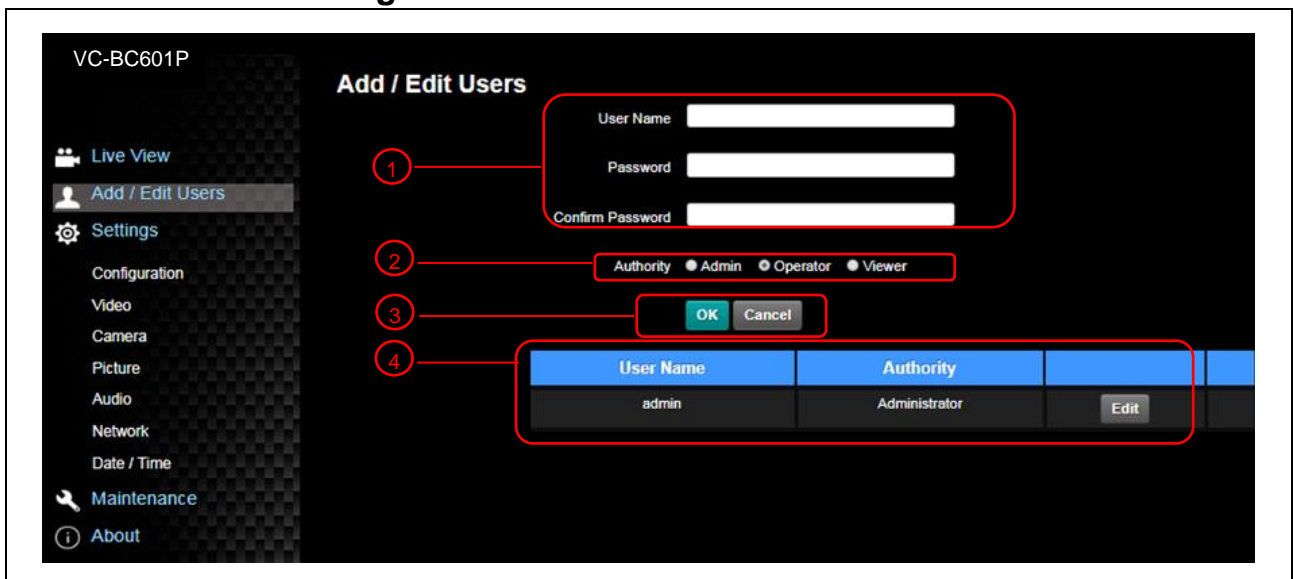 VC-BC601P
Live View
Add / Edit Users
Settings
Configuration
Video
Camera
Picture
Audio
Network
Date / Time
Maintenance
About
Add / Edit Users
1
User Name
Password
Confirm Password
2
Authority Admin Operator Viewer
3
OK Cancel
4
User Name Authority
admin Administrator Edit